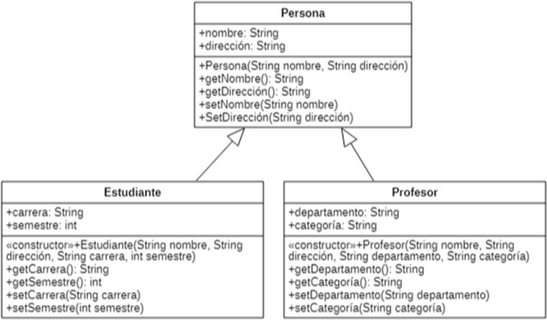 Persona
+nombre: String
+dirección: String
+Persona(String nombre, String dirección)
+getNombre(): String
+getDirección(): String
+setNombre(String nombre)
+SetDirección(String dirección)
Estudiante
+carrera: String
+semestre: int
«constructor»+Estudiante(String nombre, String
dirección, String carrera, int semestre)
+getCarrera(): String
+getSemestre(): int
+setCarrera(String carrera)
+setSemestre(int semestre)
Profesor
+departamento: String
+categoría: String
«constructor»+Profesor(String nombre, String
dirección, String departamento, String categoría)
+getDepartamento(): String
+getCategoría(): String
+setDepartamento(String departamento)
+setCategoría(String categoría)